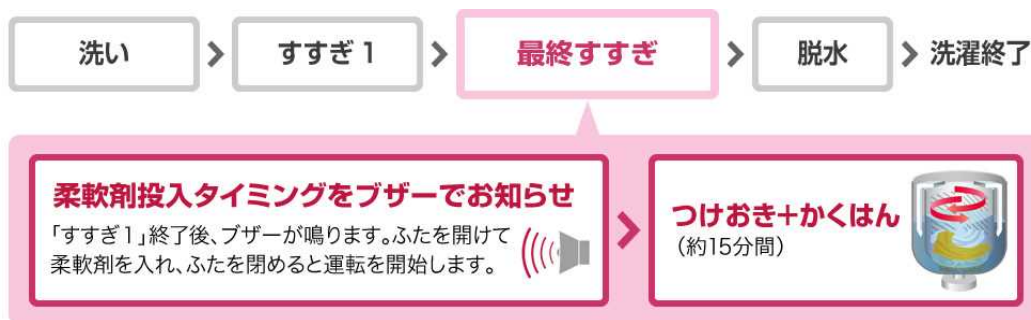 洗い
すすぎ1
最終すすぎ
脱水
洗濯終了
柔軟剤投入タイミングをブザーでお知らせ
「すすぎ1」終了後、ブザーが鳴ります。ふたを開けて
柔軟剤を入れ、ふたを閉めると運転を開始します。
つけおき+かくはん
（約15分間）